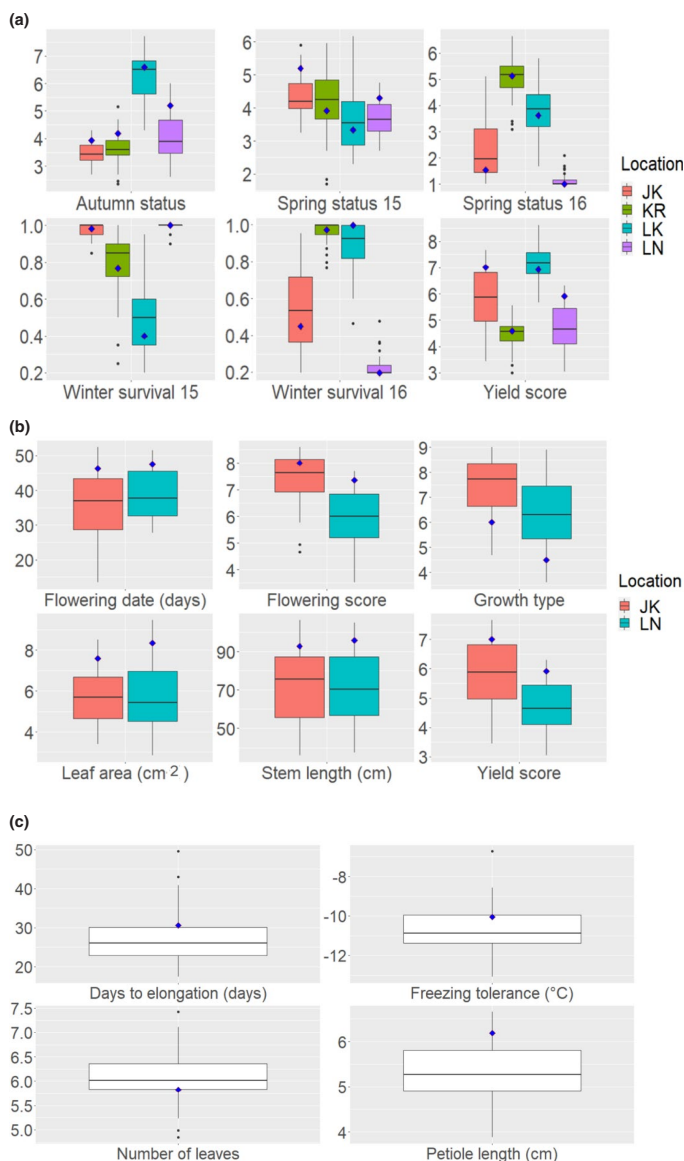 (a)
7
6
5
4
3
Autumn status
6
5
4
3
2
Spring status 15
6
5
4
3
2
1
Spring status 16
1.0
0.8
0.6
0.4
0.2
Winter survival 15
1.0
0.8
0.6
0.4
0.2
Winter survival 16
8
7
6
5
4
3
Yield score
Location
JK
KR
LK
LN
(b)
50
40
30
20
Flowering date (days)
8
7
6
5
4
Flowering score
9
8
7
6
5
4
Growth type
8
6
4
Leaf area (cm 2 )
90
70
50
Stem length (cm)
7
6
5
4
3
Yield score
Location
JK
LN
(c)
50
40
30
20
Days to elongation (days)
-8
-10
-12
Freezing tolerance (°C)
7.5
7.0
6.5
6.0
5.5
5.0
Number of leaves
6
5
4
Petiole length (cm)